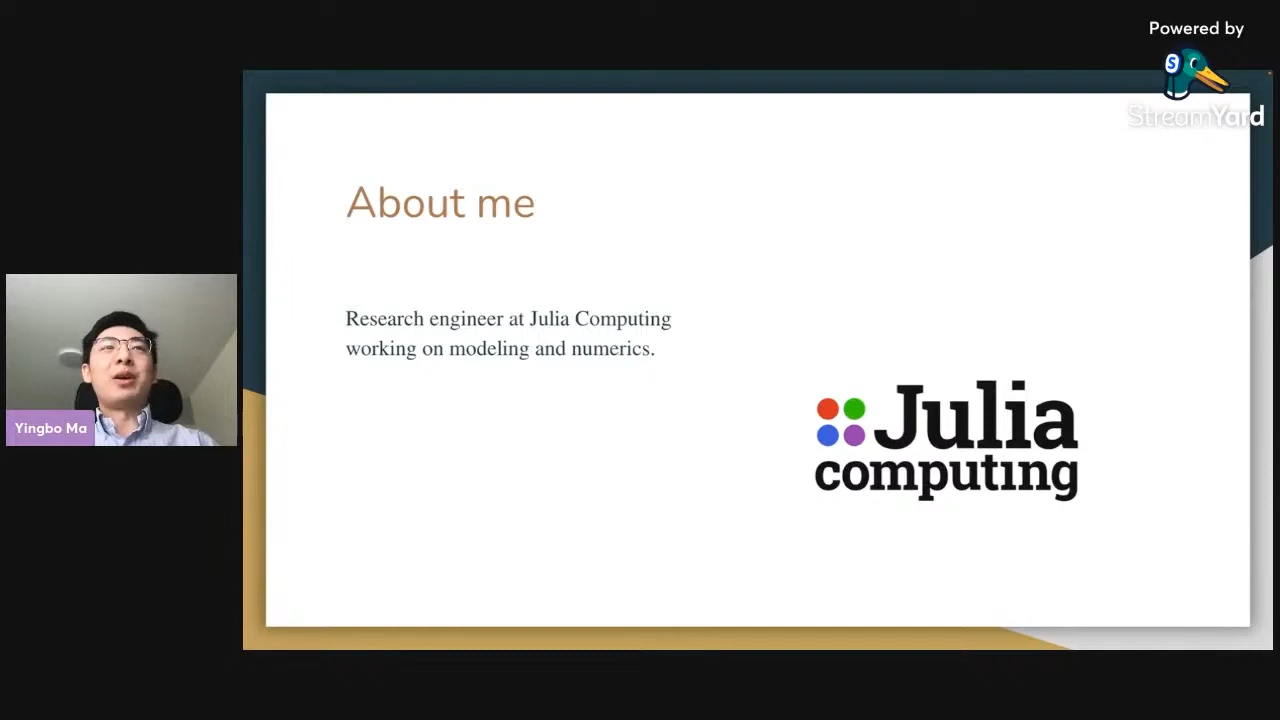 Powered by
S
StreamYard
About me
Research engineer at Julia Computing
working on modeling and numerics.
Julia
computing
Yingbo Ma